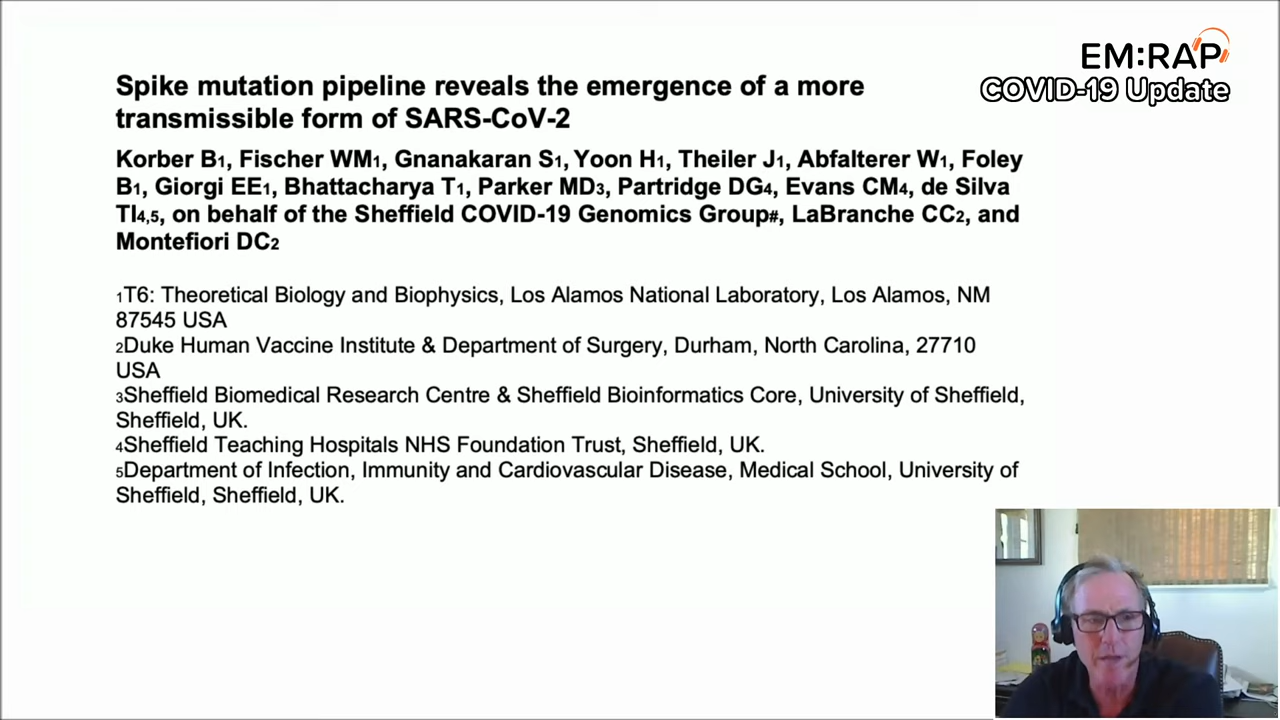 EM:RAP
COVID-19 Update
Spike mutation pipeline reveals the emergence of a more
transmissible form of SARS-CoV-2
Korber B1, Fischer WM1, Gnanakaran S1, Yoon H1, Theiler J1, Abfalterer W1, Foley
B1, Giorgi EE1, Bhattacharya T1, Parker MD3, Partridge DG4, Evans CM4, de Silva
TI4,5, on behalf of the Sheffield COVID-19 Genomics Group#, LaBranche CC2, and
Montefiori DC2
1T6: Theoretical Biology and Biophysics, Los Alamos National Laboratory, Los Alamos, NM
87545 USA
2Duke Human Vaccine Institute & Department of Surgery, Durham, North Carolina, 27710
USA
3Sheffield Biomedical Research Centre & Sheffield Bioinformatics Core, University of Sheffield,
Sheffield, UK.
4Sheffield Teaching Hospitals NHS Foundation Trust, Sheffield, UK.
5Department of Infection, Immunity and Cardiovascular Disease, Medical School, University of
Sheffield, Sheffield, UK.